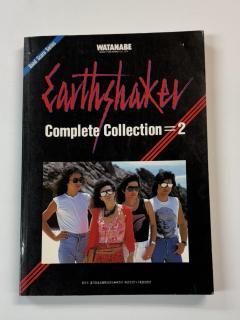 Band Score Series
WATANABE
Earthshaker
Complete Collection=2